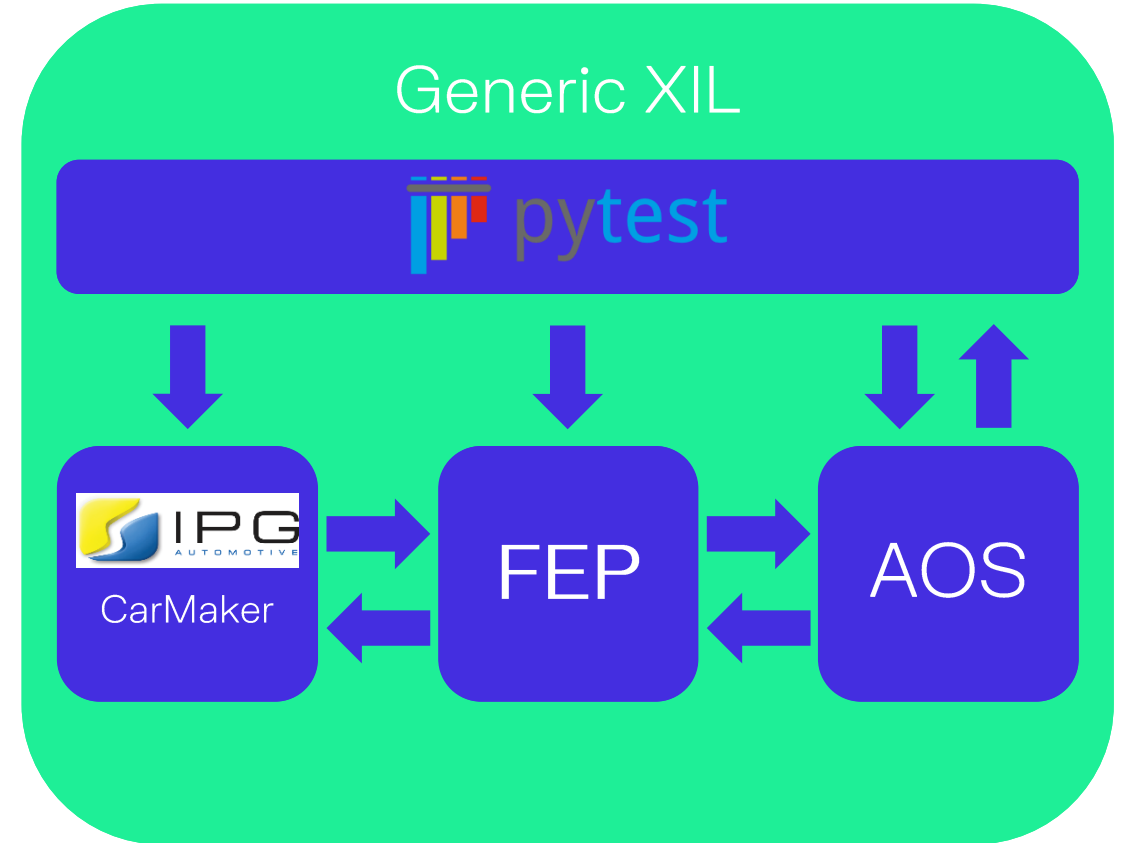 Generic XIL
pytest
IPG
AUTOMOTIVE
CarMaker
FEP
AOS